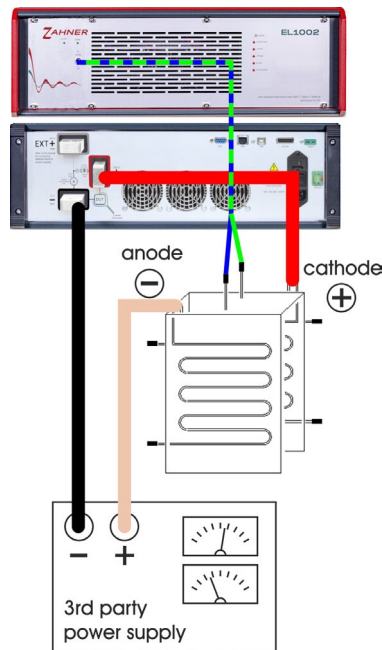 ZAHNER
EL1002
EXT+
anode
−
cathode
+
− +
3rd party
power supply